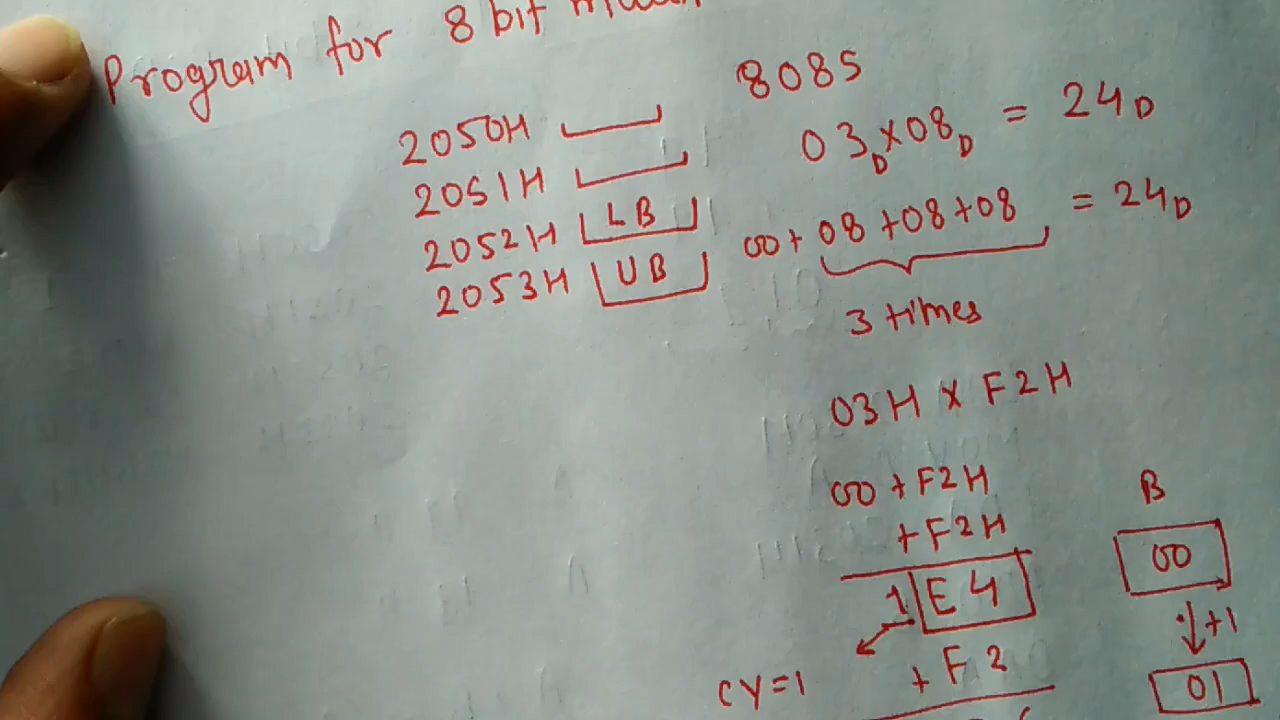 Program for 8 bit
8085
2050H
2051H
2052H LB
2053H UB
03D × 08D = 24D
00 + 08 + 08 + 08 = 24D
3 times
03H × F2H
00 + F2H
+ F2H
1 E4
CY=1
+ F2
B
00
+1
01